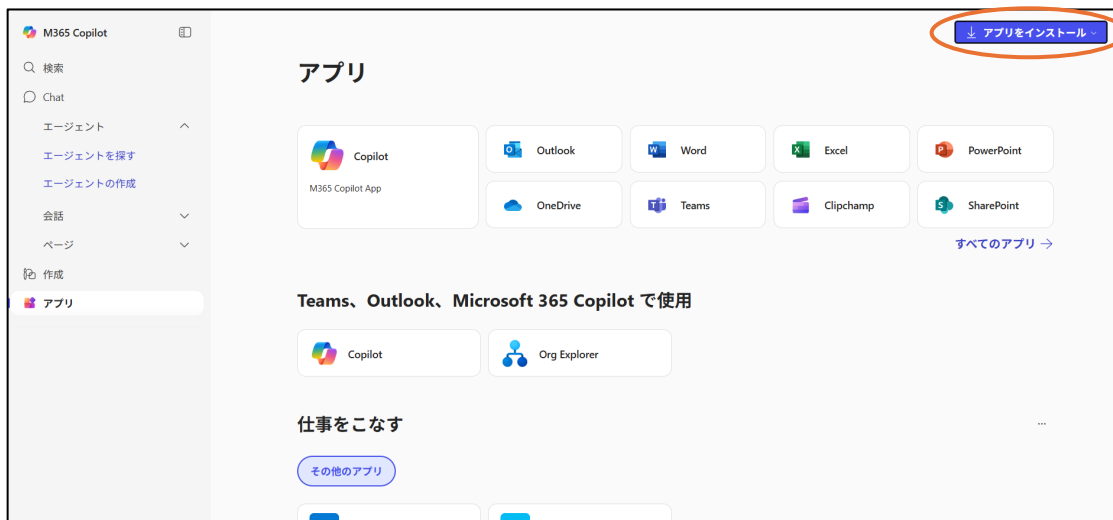 M365 Copilot
検索
Chat
エージェント
エージェントを探す
エージェントの作成
会話
ページ
作成
アプリ
アプリをインストール
アプリ
Copilot
M365 Copilot App
Outlook
Word
Excel
PowerPoint
OneDrive
Teams
Clipchamp
SharePoint
すべてのアプリ →
Teams、Outlook、Microsoft 365 Copilot で使用
Copilot
Org Explorer
仕事をこなす
...
その他のアプリ